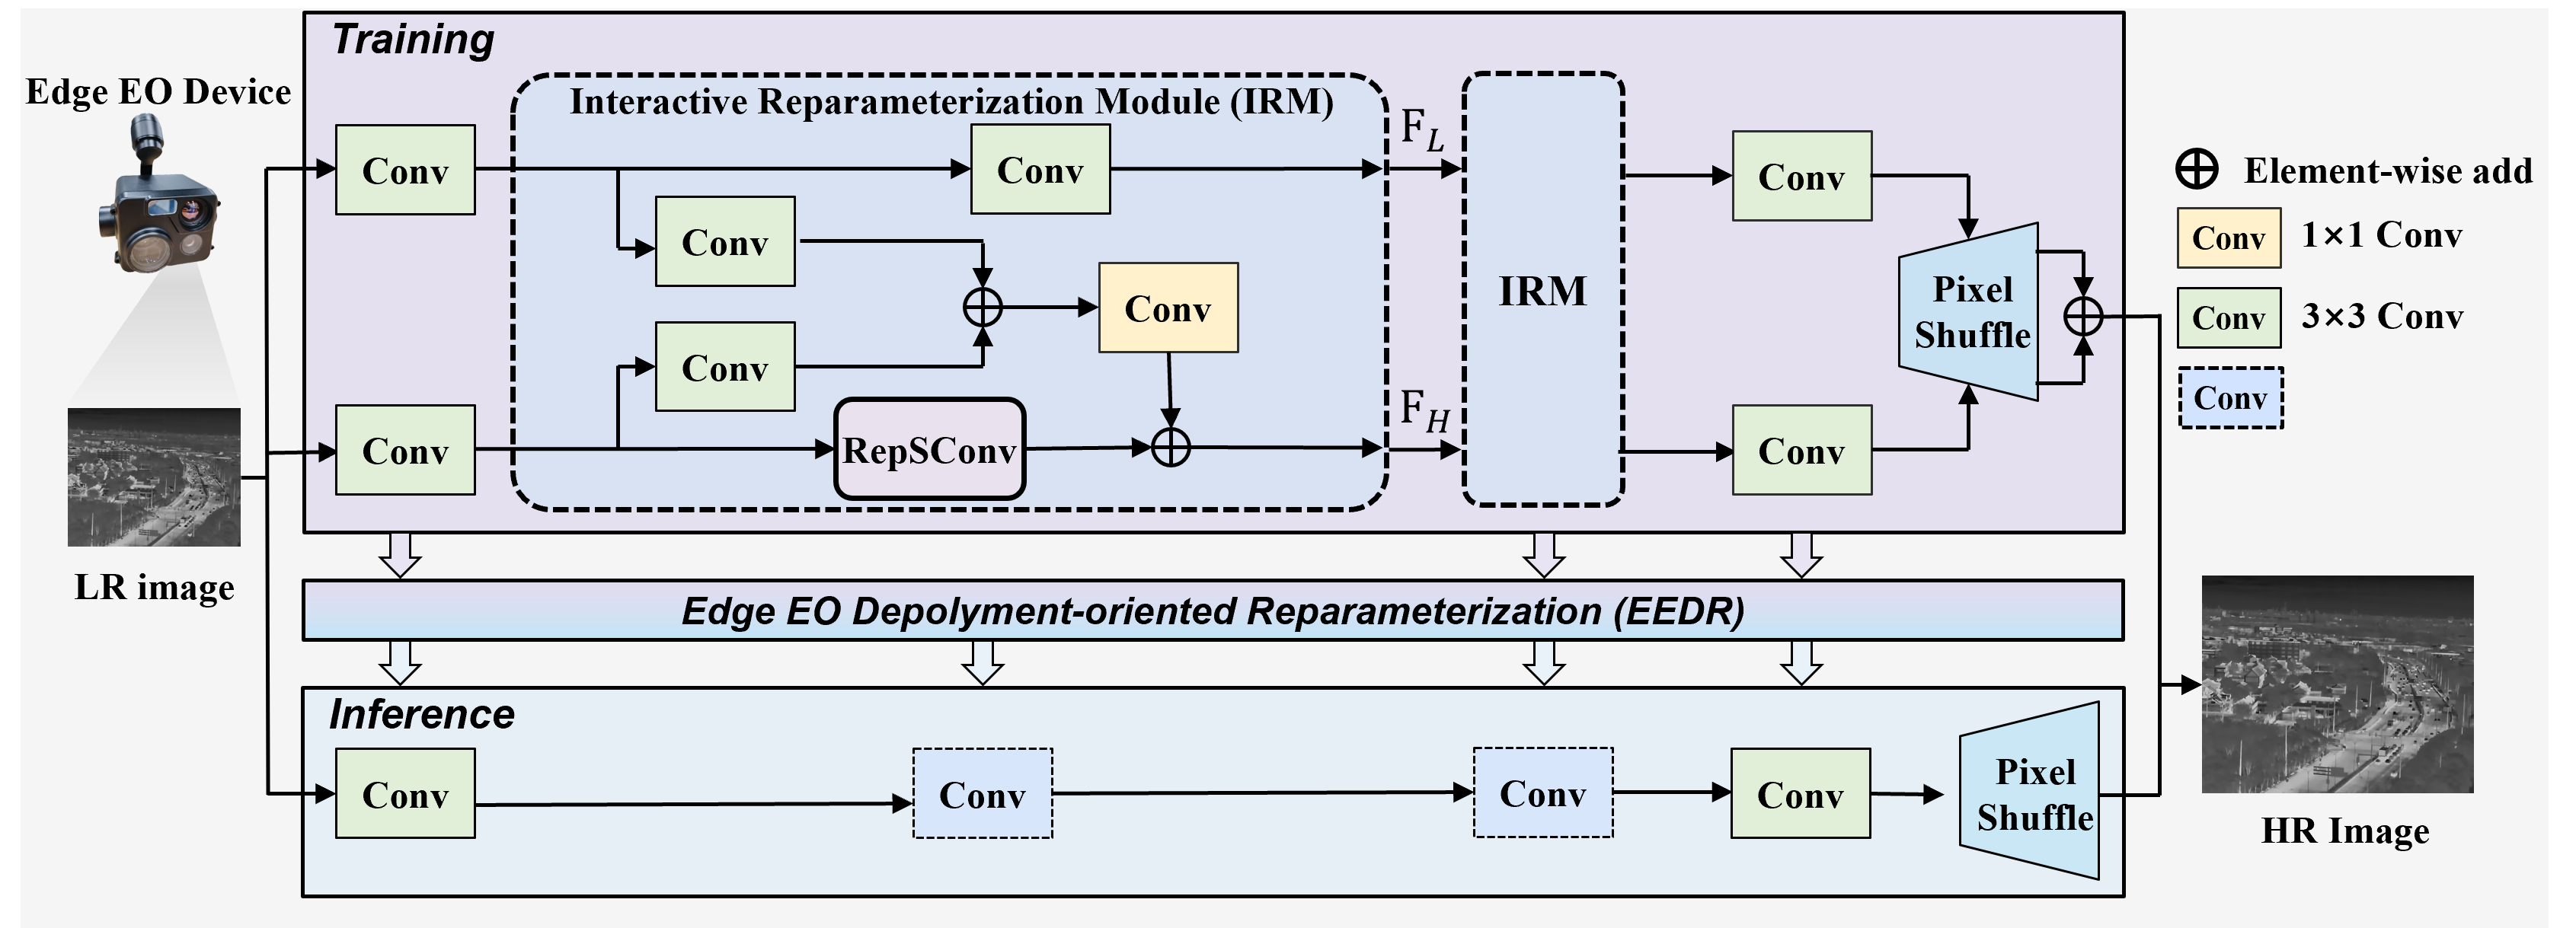 Training
Edge EO Device
Interactive Reparameterization Module (IRM)
F_L
Conv
Conv
Conv
Element-wise add
Conv
Conv
1×1 Conv
Conv
Conv
IRM
Pixel
Shuffle
Conv
3×3 Conv
Conv
Conv
F_H
Conv
RepSConv
Conv
LR image
Edge EO Depolyment-oriented Reparameterization (EEDR)
Inference
Conv
Conv
Conv
Conv
Pixel
Shuffle
HR Image